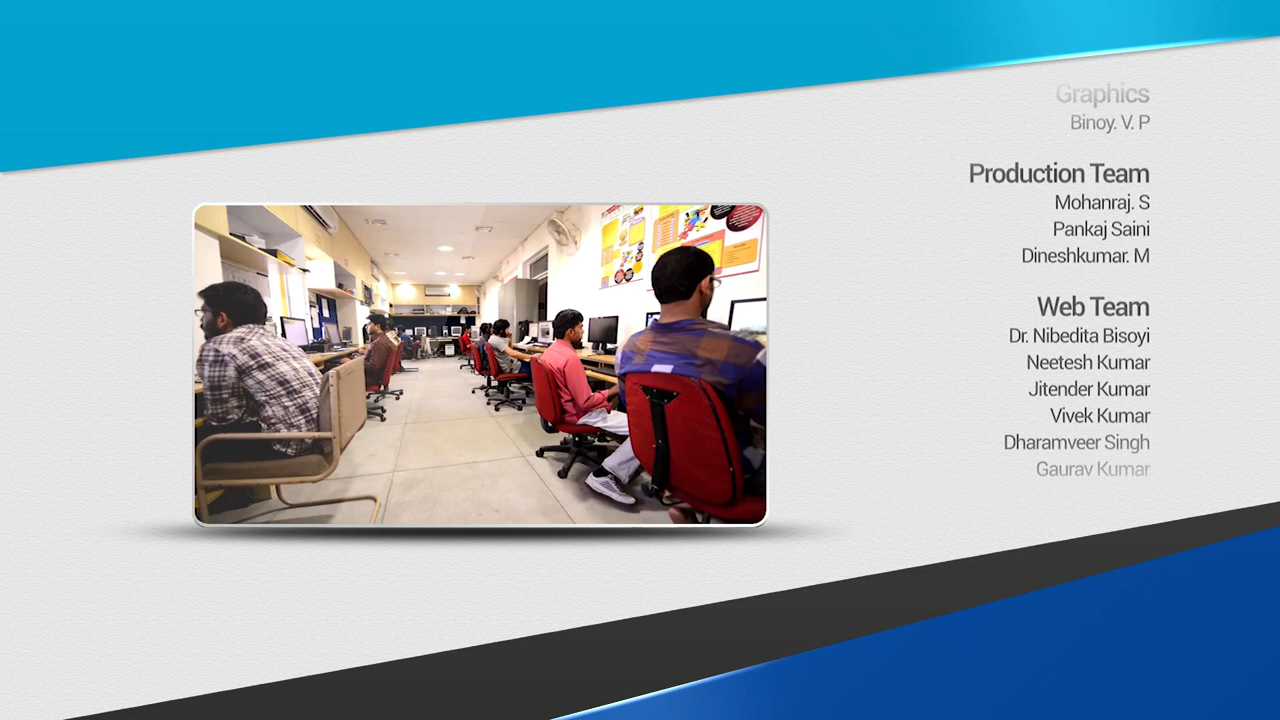 Graphics
Binoy. V. P
Production Team
Mohanraj. S
Pankaj Saini
Dineshkumar. M
Web Team
Dr. Nibedita Bisoyi
Neetesh Kumar
Jitender Kumar
Vivek Kumar
Dharamveer Singh
Gaurav Kumar